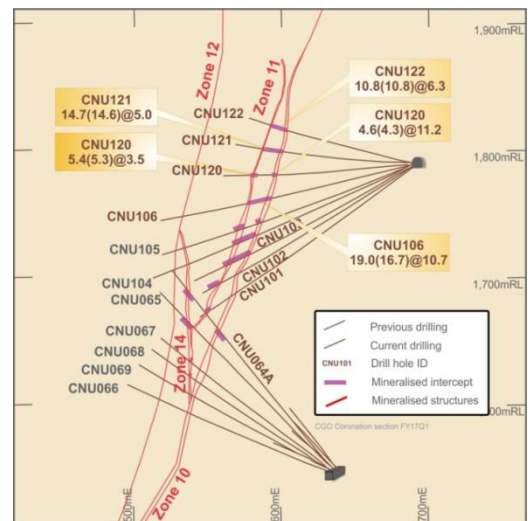 1,900mRL
Zone 12
Zone 11
CNU122
10.8(10.8)@6.3
CNU121
14.7(14.6)@5.0
CNU122
CNU120
4.6(4.3)@11.2
CNU121
CNU120
5.4(5.3)@3.5
1,800mRL
CNU120
CNU106
CNU105
CNU10
CNU106
19.0(16.7)@10.7
CNU102
CNU101
CNU104
1,700mRL
CNU065
CNU067
CNU068
CNU069
CNU066
Zone 14
CNU064A
Previous drilling
Current drilling
CNU101 Drill hole ID
Mineralised intercept
Mineralised structures
00mRL
CGO Coronation section FY17Q1
Zone 10
500mE
600mE
700mE